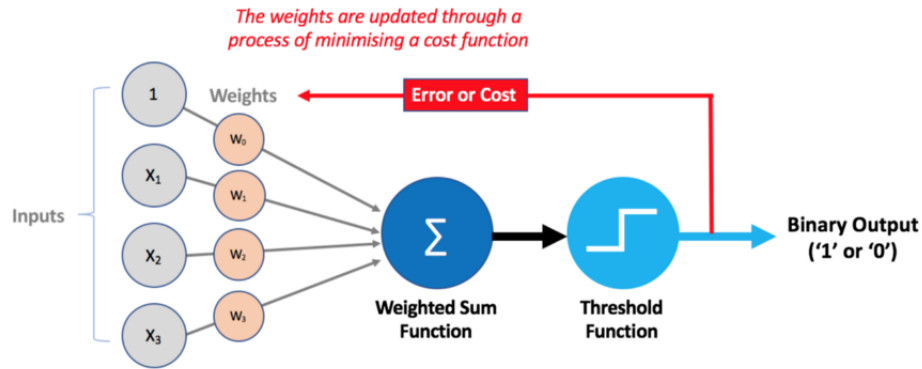 The weights are updated through a
process of minimising a cost function
1
Weights
Error or Cost
W₀
X₁
W₁
Inputs
Σ
Binary Output
(‘1’ or ‘0’)
X₂
W₂
Weighted Sum
Function
Threshold
Function
W₃
X₃